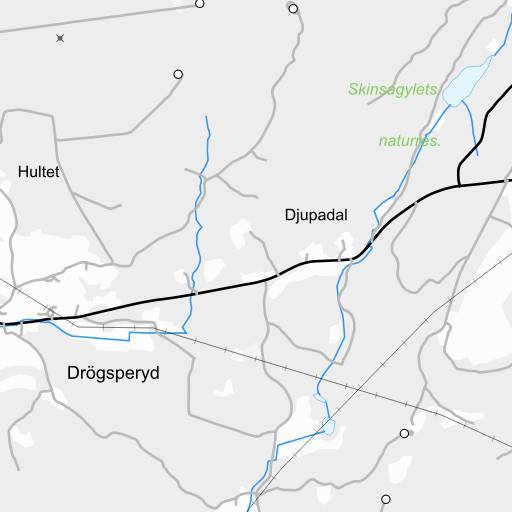 Skinsagylets
naturres.
Hultet
Djupadal
Drögsperyd